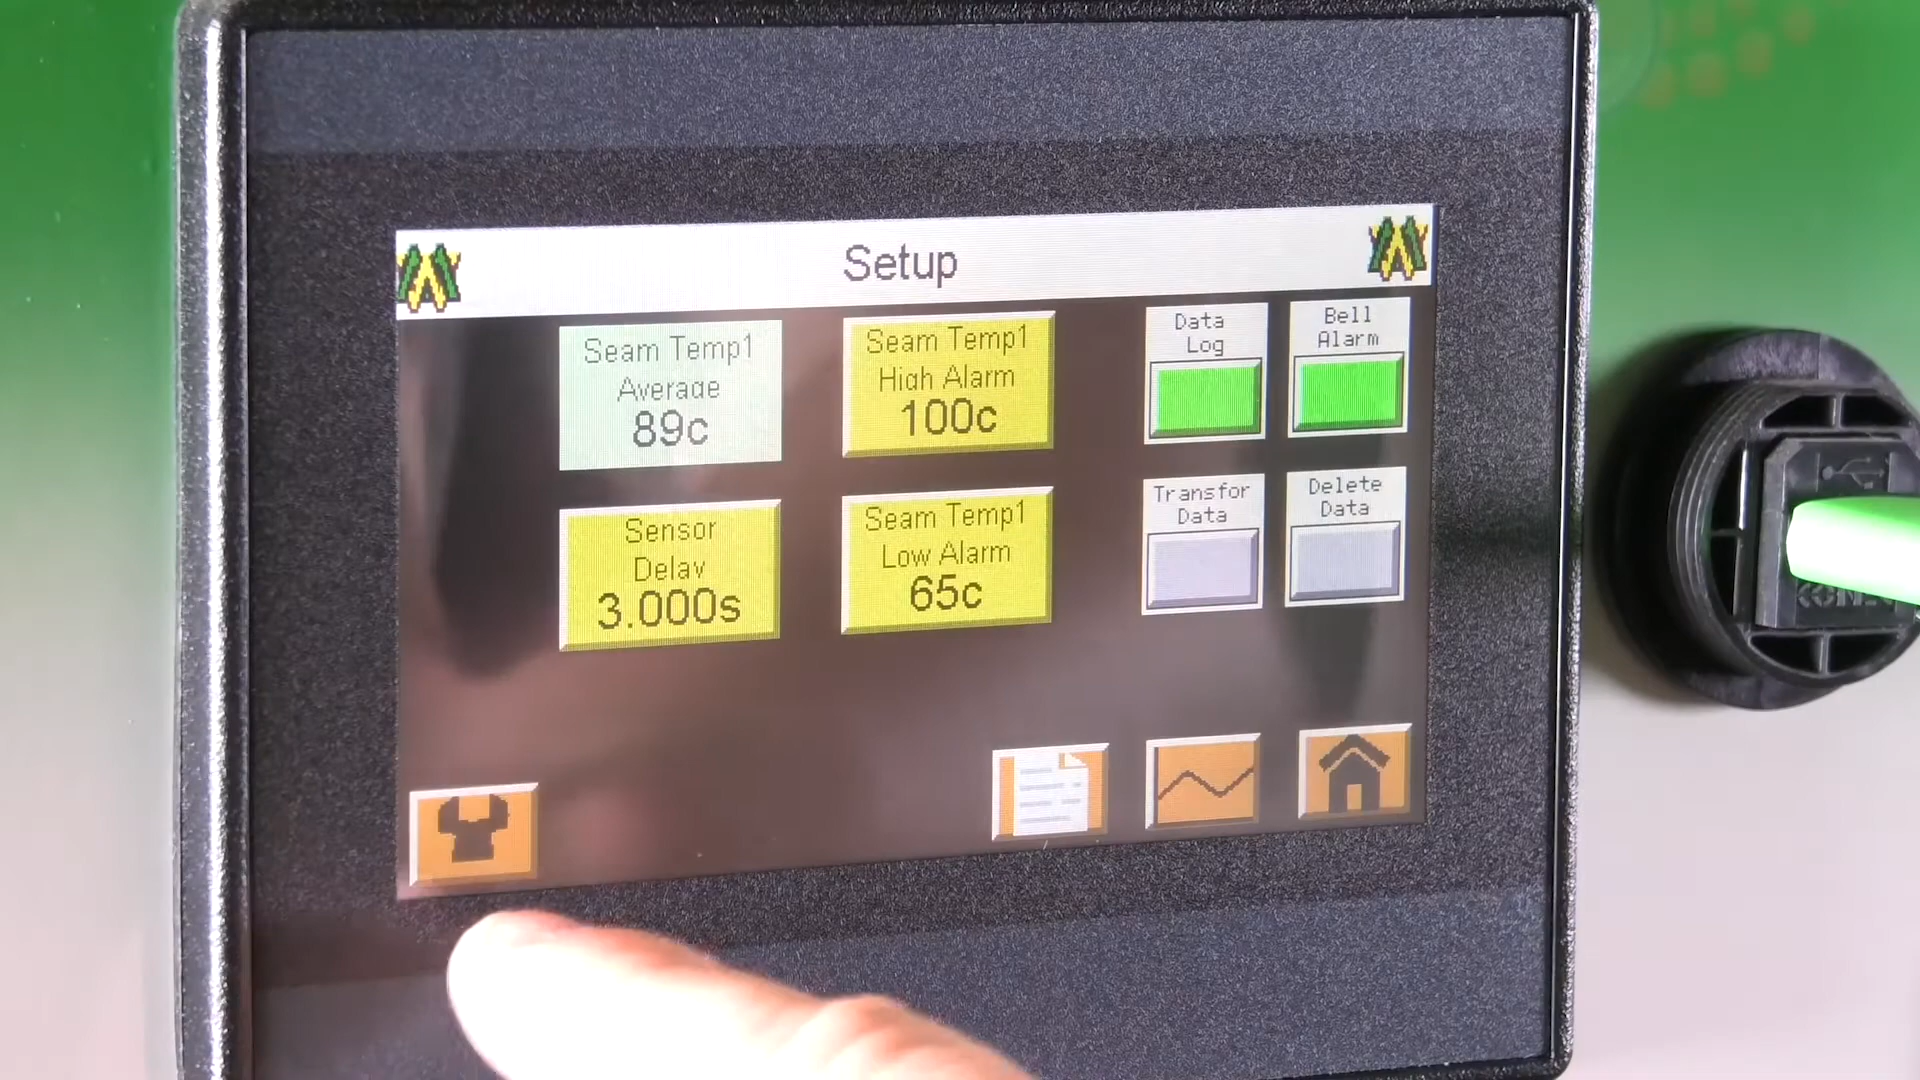 Setup
Seam Temp1
Average
89c
Seam Temp1
High Alarm
100c
Data
Log
Bell
Alarm
Sensor
Delay
3.000s
Seam Temp1
Low Alarm
65c
Transfor
Data
Delete
Data